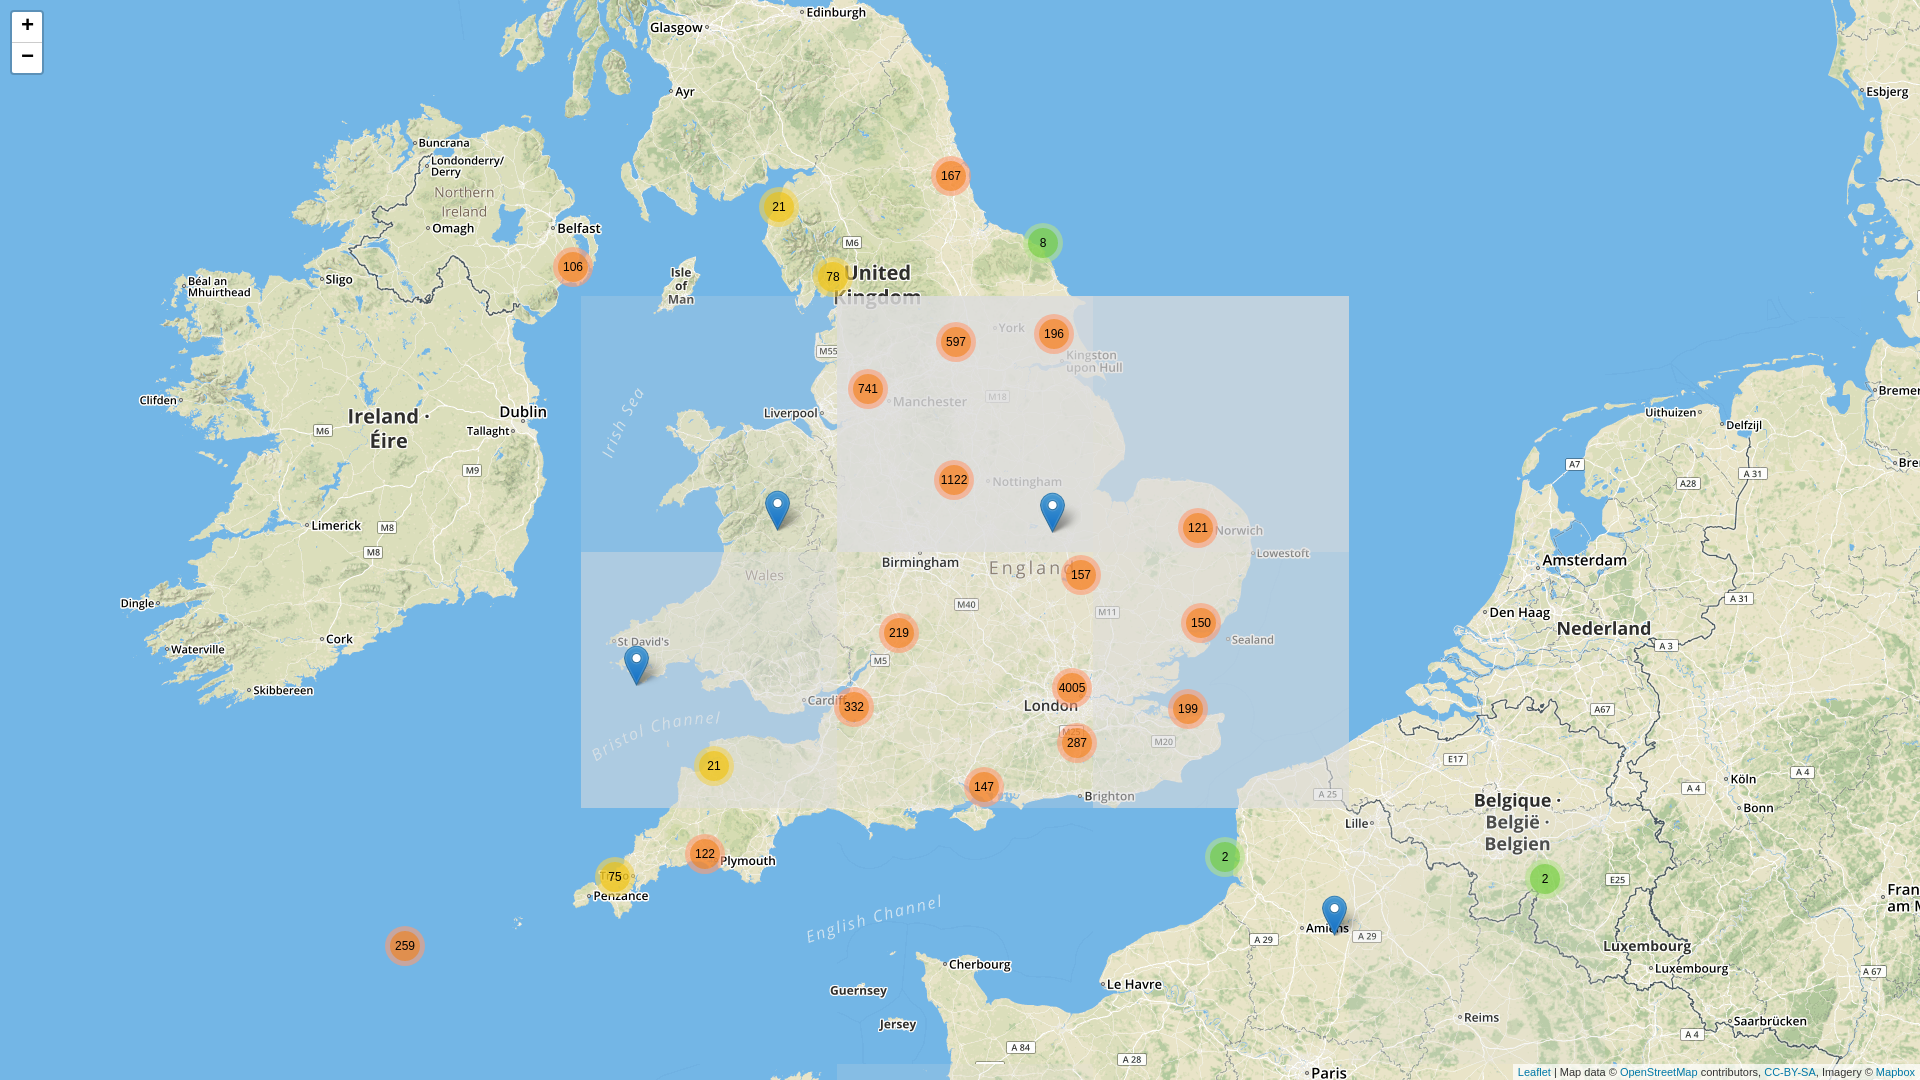 +
−
Edinburgh
Glasgow
Ayr
Esbjerg
Buncrana
Londonderry/
Derry
167
Northern
Ireland
21
Omagh
Belfast
M6
8
106
Isle
of
Man
78
United
Kingdom
Sligo
Béal an
Mhuirthead
York
196
597
M55
Kingston
upon Hull
741
Manchester
M18
Bremer
Clifden
Liverpool
Dublin
Uithuizen
Ireland ·
Éire
Tallaght
M6
Irish Sea
Delfzijl
A7
A 31
Bre
M9
1122
Nottingham
A28
Limerick
M8
121
Norwich
M8
Lowestoft
Birmingham
England
157
Amsterdam
Wales
Dingle
M40
M11
A 31
Den Haag
Cork
219
150
Nederland
St David's
Sealand
Waterville
M5
A 3
Skibbereen
4005
Cardiff
332
London
199
A67
Bristol Channel
287
M20
E17
21
147
Brighton
A 25
Köln
A 4
A 4
Bonn
Belgique ·
België ·
Belgien
Lille
122
Plymouth
2
75
2
E25
Penzance
Fran
am M
English Channel
Amiens
A 29
A 29
259
Luxembourg
Cherbourg
Luxembourg
A 67
Guernsey
Le Havre
Jersey
Reims
Saarbrücken
A 84
A 28
A 4
Paris
Leaflet | Map data © OpenStreetMap contributors, CC-BY-SA, Imagery © Mapbox